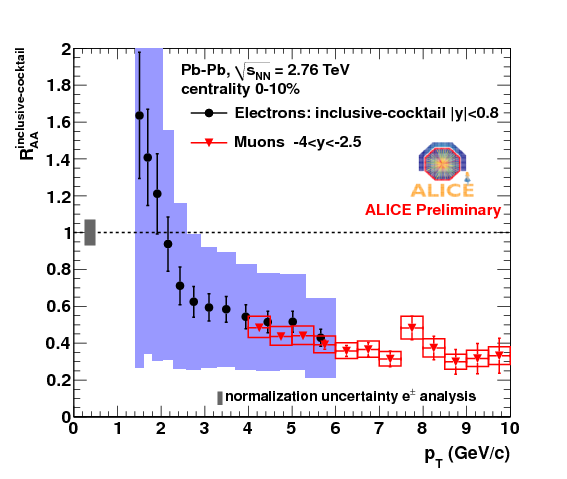 R_AA^inclusive-cocktail
2
1.8
1.6
1.4
1.2
1
0.8
0.6
0.4
0.2
0
Pb-Pb, √s_NN = 2.76 TeV
centrality 0-10%
Electrons: inclusive-cocktail |y|<0.8
Muons -4<y<-2.5
ALICE
ALICE Preliminary
normalization uncertainty e± analysis
0 1 2 3 4 5 6 7 8 9 10
p_T (GeV/c)